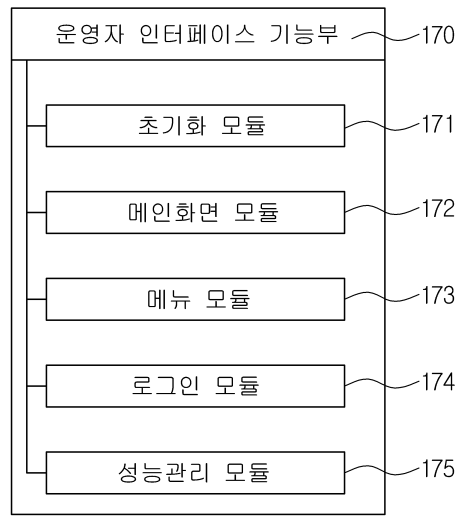 운영자 인터페이스 기능부 170
초기화 모듈 171
메인화면 모듈 172
메뉴 모듈 173
로그인 모듈 174
성능관리 모듈 175